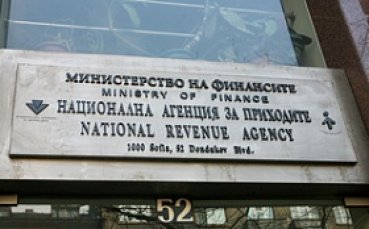 МИНИСТЕРСТВО НА ФИНАНСИТЕ
MINISTRY OF FINANCE
НАЦИОНАЛНА АГЕНЦИЯ ЗА ПРИХОДИТЕ
NATIONAL REVENUE AGENCY
1000 Sofia, 52 Dondukov Blvd.
52